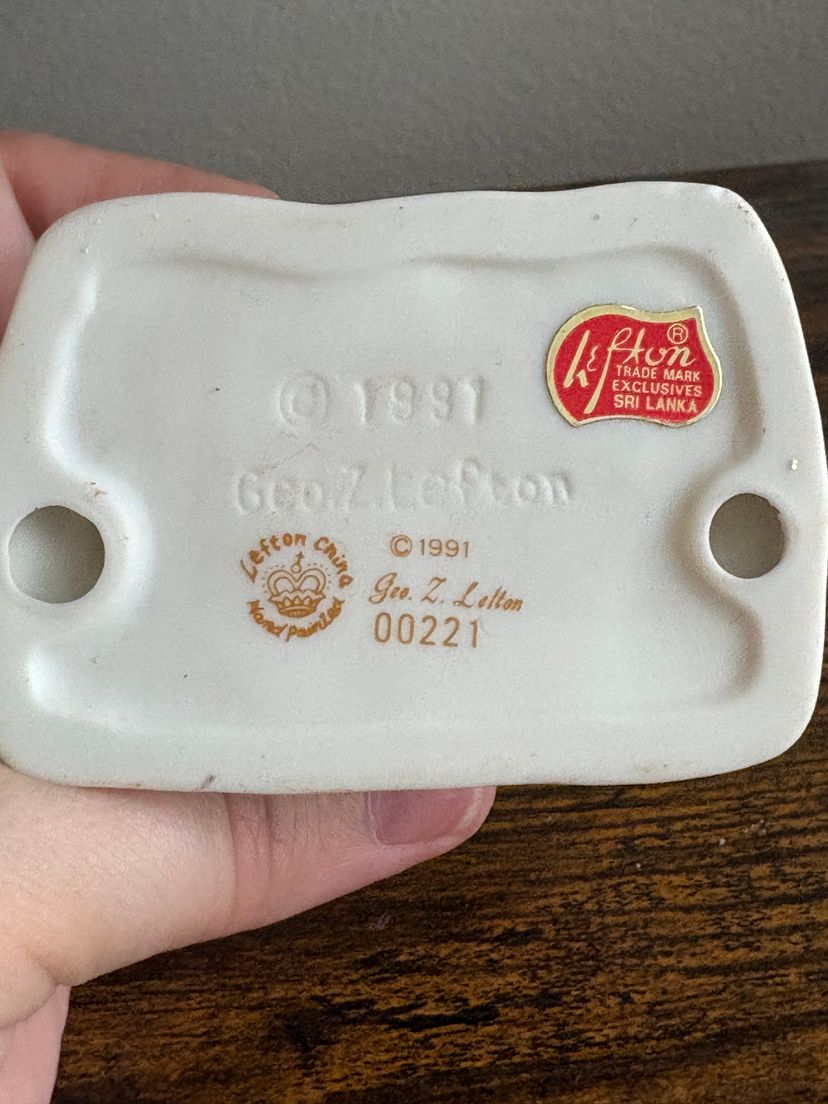 Lefton ®
TRADE MARK
EXCLUSIVES
SRI LANKA
© 1991
Geo. Z. Lefton
Lefton China
Hand Painted
© 1991
Geo. Z. Lefton
00221